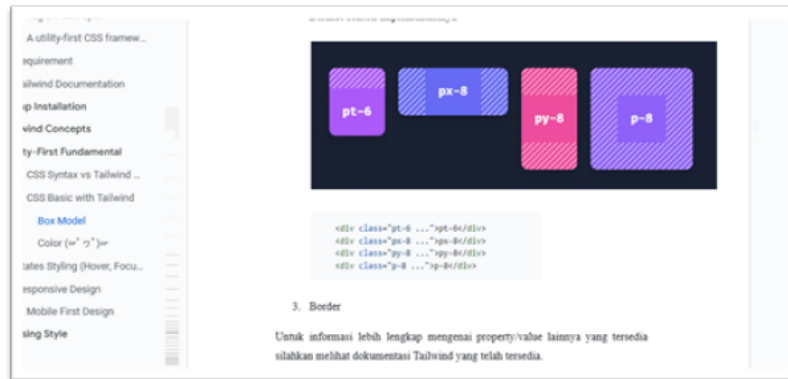 A utility-first CSS framew...
equirement
ailwind Documentation
ap Installation
wind Concepts
ty-First Fundamental
CSS Syntax vs Tailwind ...
CSS Basic with Tailwind
Box Model
Color
tates Styling (Hover, Focu...
esponsive Design
Mobile First Design
sing Style
pt-6
px-8
py-8
p-8
<div class="pt-6 ...">pt-6</div>
<div class="px-8 ...">px-8</div>
<div class="py-8 ...">py-8</div>
<div class="p-8 ...">p-8</div>
3. Border
Untuk informasi lebih lengkap mengenai property/value lainnya yang tersedia
silahkan melihat dokumentasi Tailwind yang telah tersedia.